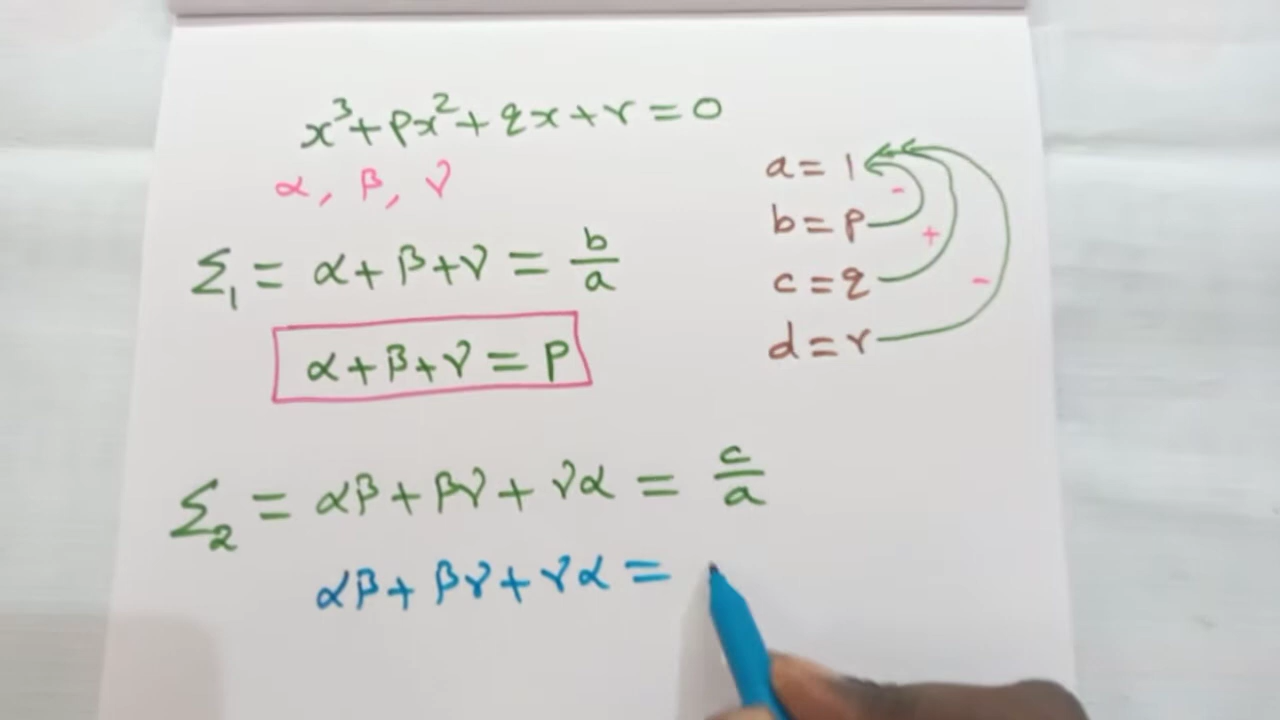 x³+px²+qx+r=0
α, β, γ
Σ₁ = α+β+γ = b/a
α+β+γ = p
Σ₂ = αβ+βγ+γα = c/a
αβ+βγ+γα =
a = 1
b = p
c = q
d = r
-
+
-